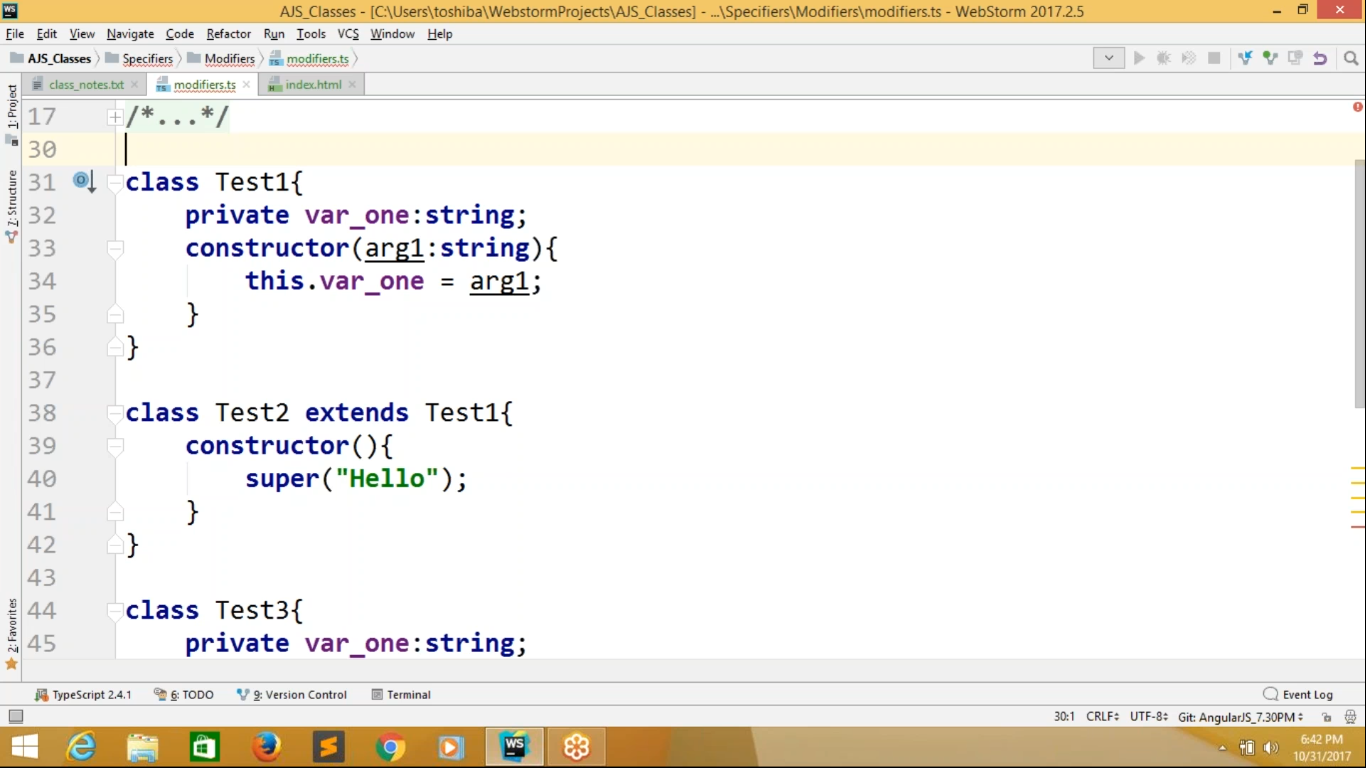 AJS_Classes - [C:\Users\toshiba\WebstormProjects\AJS_Classes] - ...\Specifiers\Modifiers\modifiers.ts - WebStorm 2017.2.5
File Edit View Navigate Code Refactor Run Tools VCS Window Help
AJS_Classes Specifiers Modifiers modifiers.ts
class_notes.txt modifiers.ts index.html
1: Project
7: Structure
2: Favorites
17 /*...*/
30
31 class Test1{
32 private var_one:string;
33 constructor(arg1:string){
34 this.var_one = arg1;
35 }
36 }
37
38 class Test2 extends Test1{
39 constructor(){
40 super("Hello");
41 }
42 }
43
44 class Test3{
45 private var_one:string;
TypeScript 2.4.1 6: TODO 9: Version Control Terminal Event Log
30:1 CRLF UTF-8 Git: AngularJS_7.30PM
6:42 PM
10/31/2017